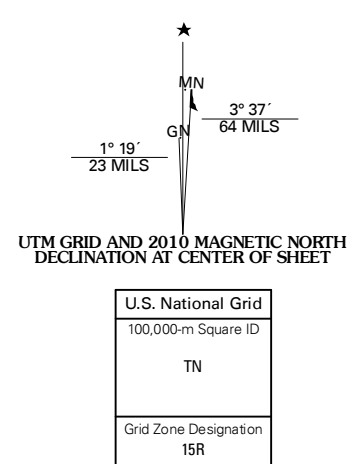 MN
GN
3° 37´
64 MILS
1° 19´
23 MILS
UTM GRID AND 2010 MAGNETIC NORTH
DECLINATION AT CENTER OF SHEET
U.S. National Grid
100,000-m Square ID
TN
Grid Zone Designation
15R